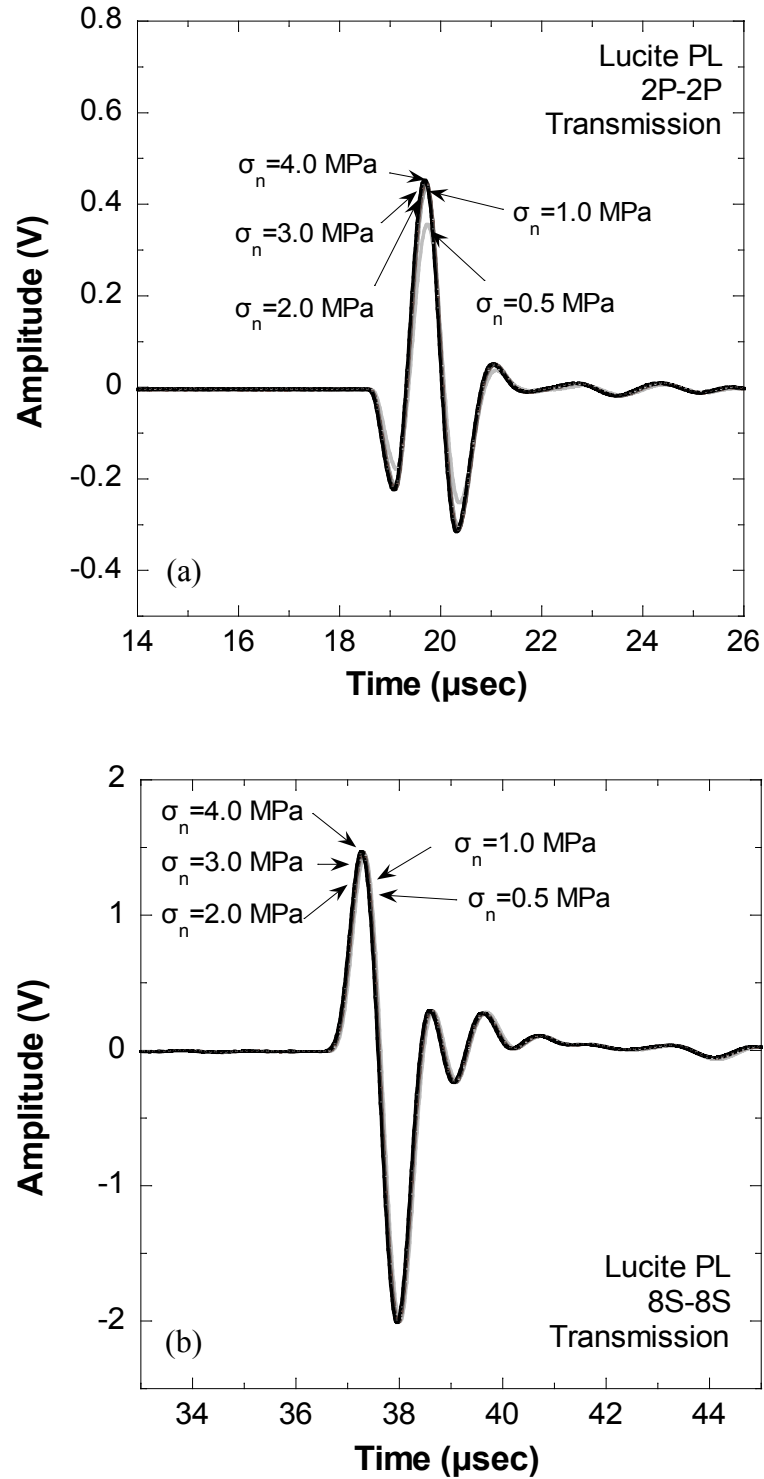 0.8
0.6
0.4
0.2
0
-0.2
-0.4
Amplitude (V)
Lucite PL
2P-2P
Transmission
σn=4.0 MPa
σn=1.0 MPa
σn=3.0 MPa
σn=2.0 MPa
σn=0.5 MPa
(a)
14 16 18 20 22 24 26
Time (μsec)
2
1
0
-1
-2
Amplitude (V)
σn=4.0 MPa
σn=1.0 MPa
σn=3.0 MPa
σn=0.5 MPa
σn=2.0 MPa
Lucite PL
8S-8S
Transmission
(b)
34 36 38 40 42 44
Time (μsec)